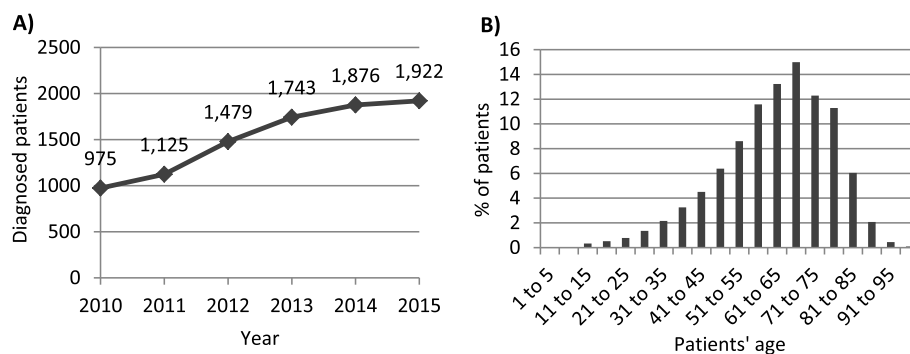 A)
Diagnosed patients
2500
2000
1500
1000
500
0
975
1,125
1,479
1,743
1,876
1,922
2010 2011 2012 2013 2014 2015
Year
B)
% of patients
16
14
12
10
8
6
4
2
0
1 to 5
11 to 15
21 to 25
31 to 35
41 to 45
51 to 55
61 to 65
71 to 75
81 to 85
91 to 95
Patients' age